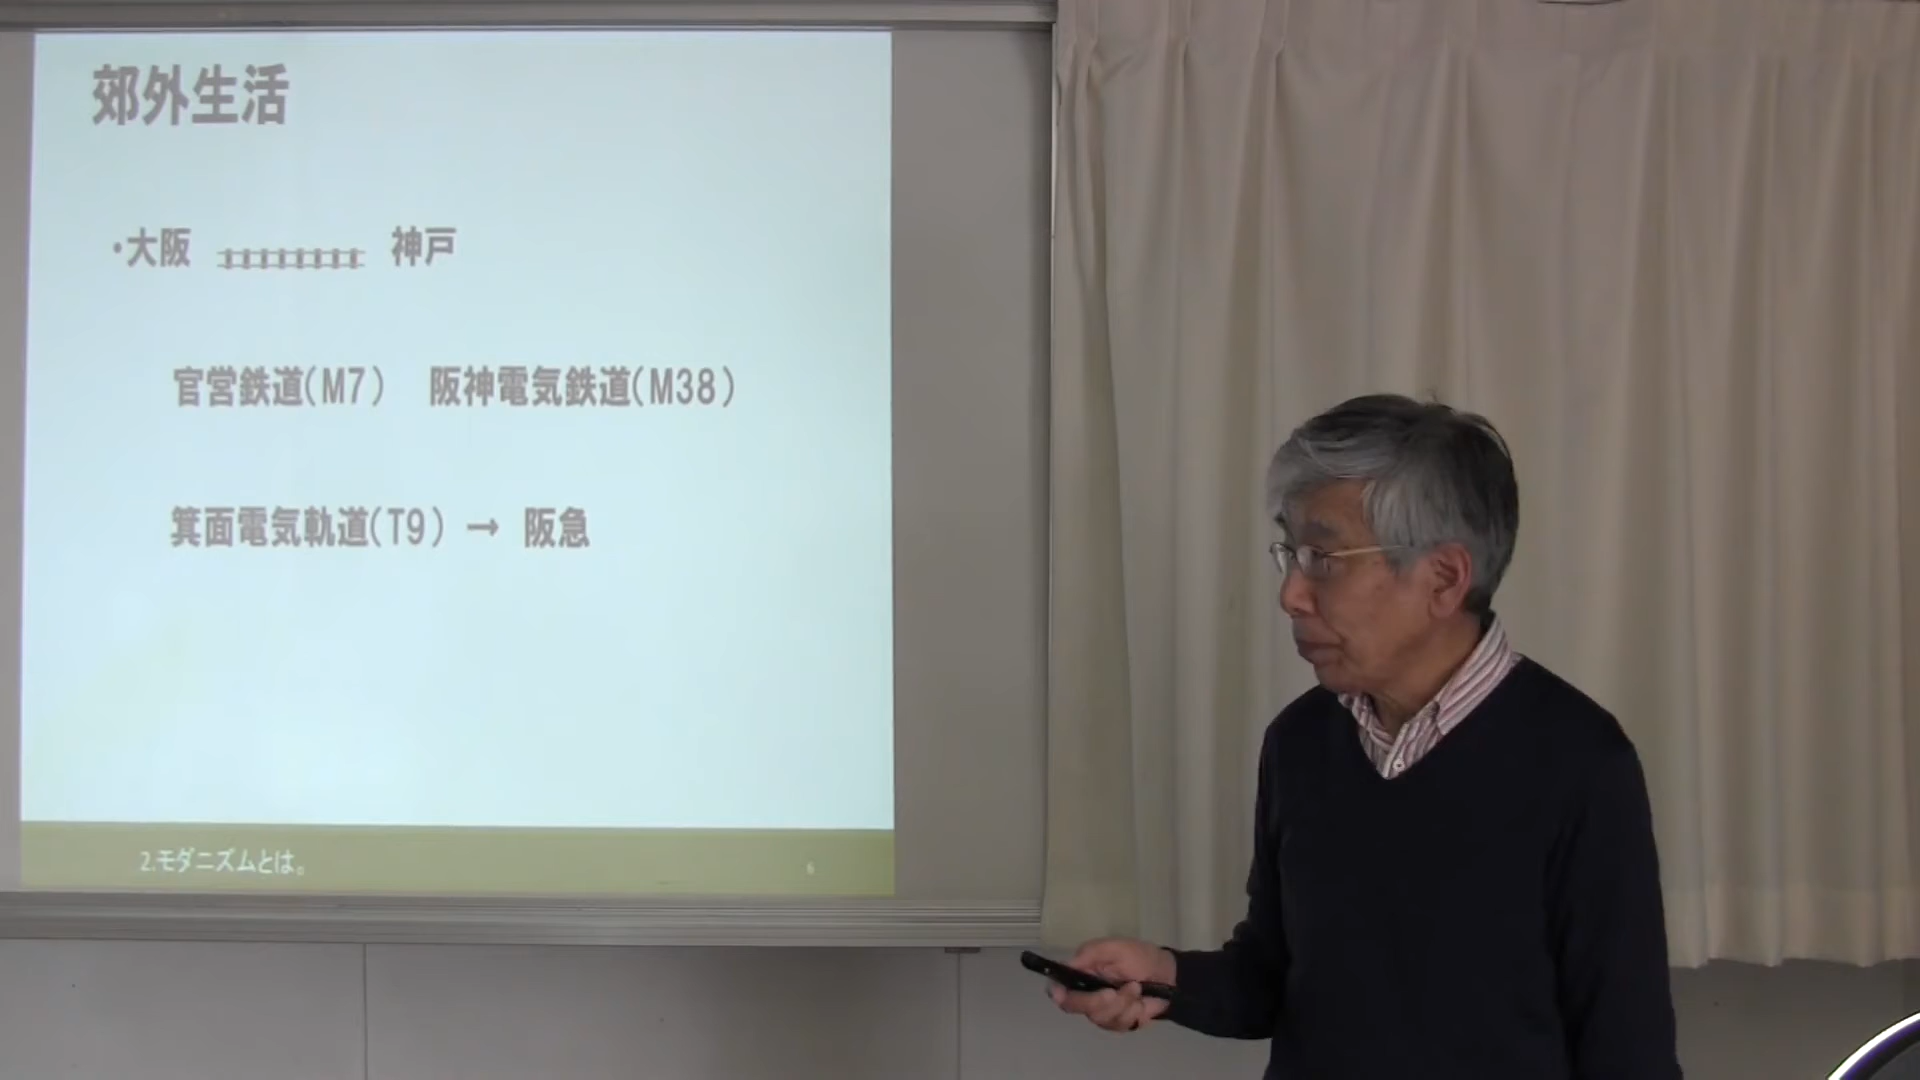 郊外生活
・大阪 神戸
官営鉄道(M7) 阪神電気鉄道(M38)
箕面電気軌道(T9) → 阪急
2.モダニズムとは。
6